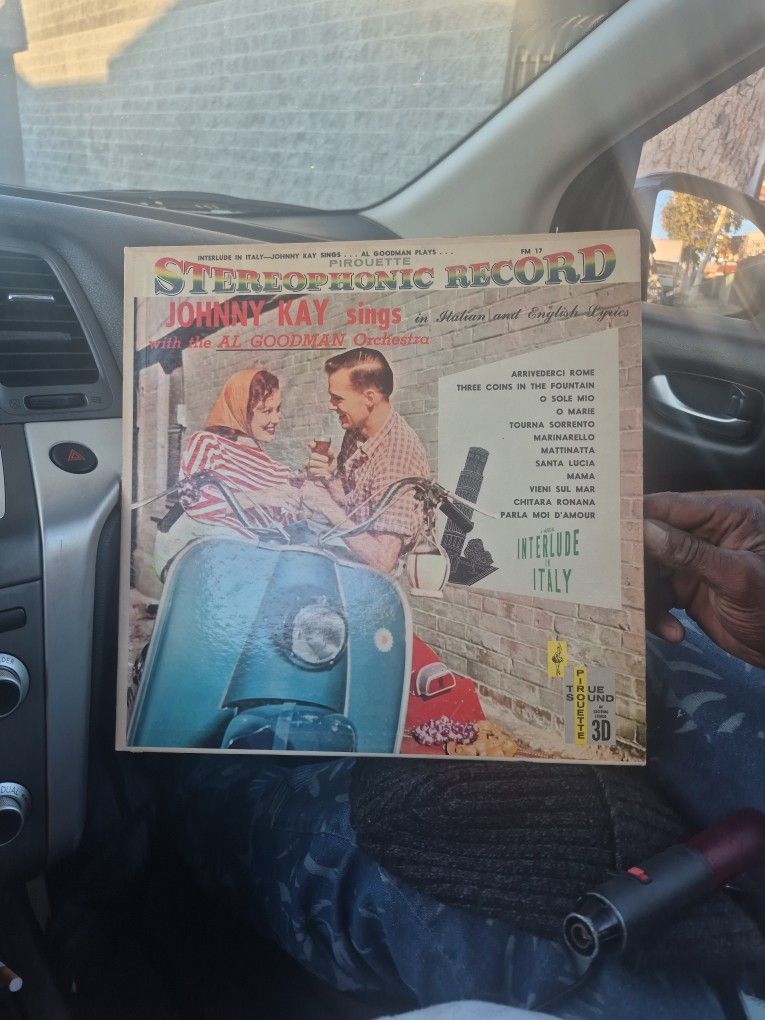 INTERLUDE IN ITALY—JOHNNY KAY SINGS . . . AL GOODMAN PLAYS . . .
FM 17
PIROUETTE
STEREOPHONIC RECORD
JOHNNY KAY sings in Italian and English Lyrics
with the AL GOODMAN Orchestra
ARRIVEDERCI ROME
THREE COINS IN THE FOUNTAIN
O SOLE MIO
O MARIE
TOURNA SORRENTO
MARINARELLO
MATTINATTA
SANTA LUCIA
MAMA
VIENI SUL MAR
CHITARA RONANA
PARLA MOI D'AMOUR
INTERLUDE
IN
ITALY
PIROUETTE
TRUE
SOUND
3D
DUAL